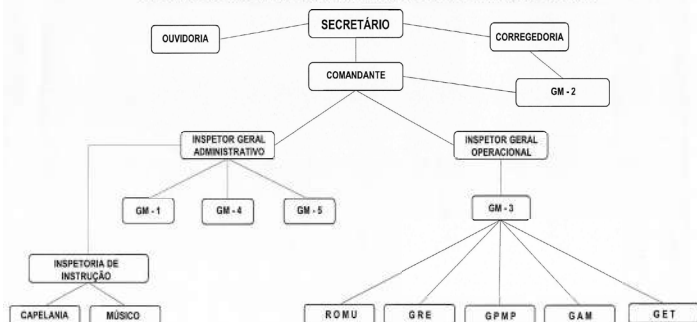 SECRETÁRIO
OUVIDORIA
CORREGEDORIA
COMANDANTE
GM - 2
INSPETOR GERAL
ADMINISTRATIVO
INSPETOR GERAL
OPERACIONAL
GM - 1
GM - 4
GM - 5
GM - 3
INSPETORIA DE
INSTRUÇÃO
CAPELANIA
MÚSICO
ROMU
GRE
GPMP
GAM
GET